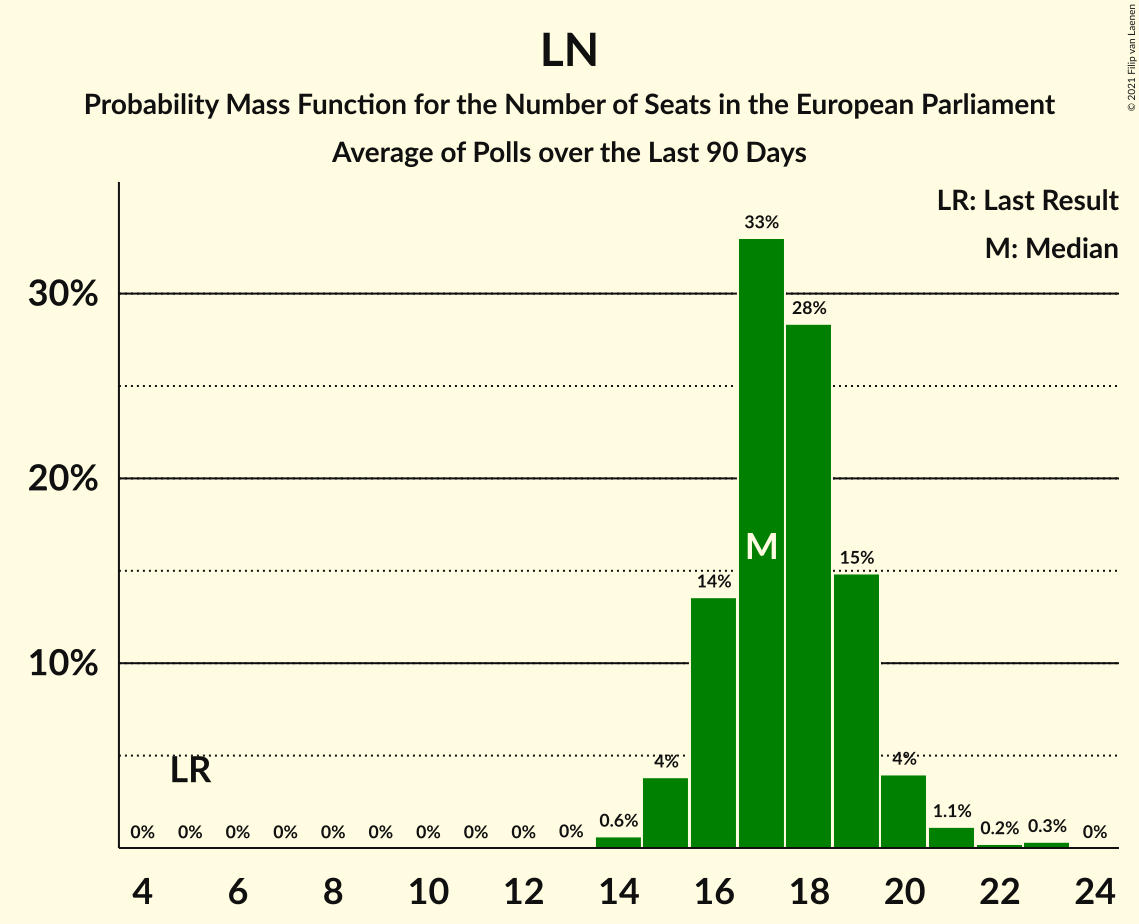 LN
Probability Mass Function for the Number of Seats in the European Parliament
Average of Polls over the Last 90 Days
© 2021 Filip van Laenen
LR: Last Result
M: Median
30%
20%
10%
33%
28%
15%
14%
4%
4%
1.1%
0.6%
0.2%
0.3%
0% 0% 0% 0% 0% 0% 0% 0% 0% 0% 0%
LR
M
4 6 8 10 12 14 16 18 20 22 24